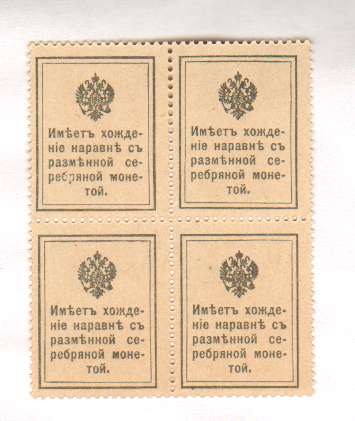 Имѣетъ хожде-
ніе наравнѣ съ
размѣнной се-
ребряной моне-
той.
Имѣетъ хожде-
ніе наравнѣ съ
размѣнной се-
ребряной моне-
той.
Имѣетъ хожде-
ніе наравнѣ съ
размѣнной се-
ребряной моне-
той.
Имѣетъ хожде-
ніе наравнѣ съ
размѣнной се-
ребряной моне-
той.